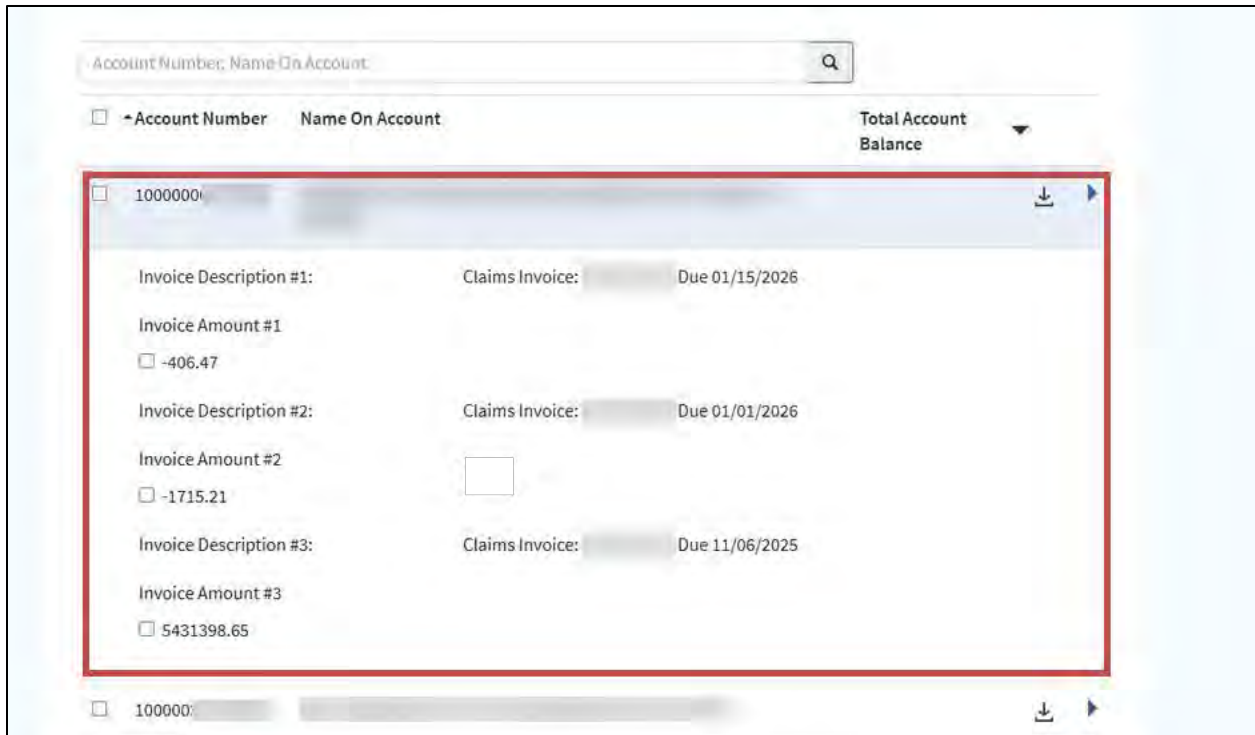 Account Number, Name On Account
Account Number Name On Account Total Account
Balance
1000000
Invoice Description #1: Claims Invoice: Due 01/15/2026
Invoice Amount #1
-406.47
Invoice Description #2: Claims Invoice: Due 01/01/2026
Invoice Amount #2
-1715.21
Invoice Description #3: Claims Invoice: Due 11/06/2025
Invoice Amount #3
5431398.65
100000